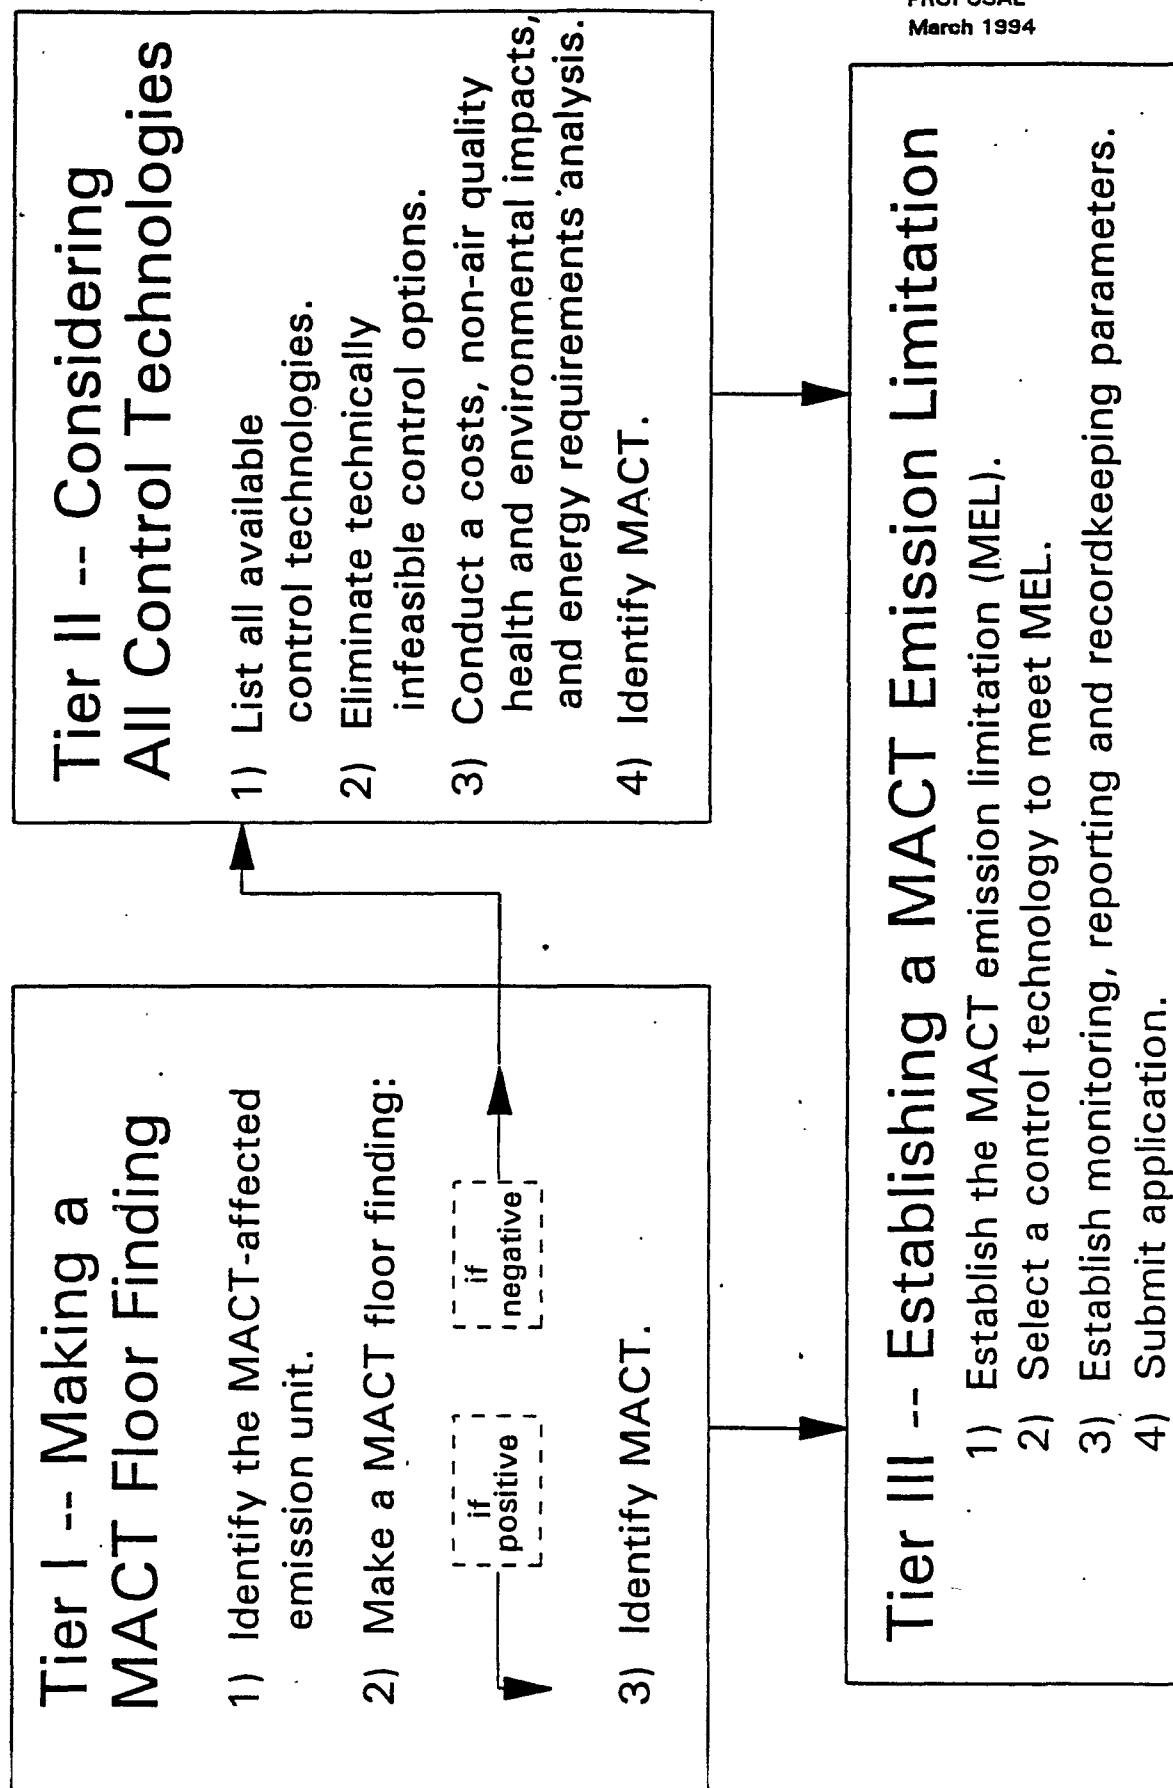 PROPOSAL
March 1994
Tier I -- Making a
MACT Floor Finding
1) Identify the MACT-affected
emission unit.
2) Make a MACT floor finding:
if
positive
if
negative
3) Identify MACT.
Tier II -- Considering
All Control Technologies
1) List all available
control technologies.
2) Eliminate technically
infeasible control options.
3) Conduct a costs, non-air quality
health and environmental impacts,
and energy requirements analysis.
4) Identify MACT.
Tier III -- Establishing a MACT Emission Limitation
1) Establish the MACT emission limitation (MEL).
2) Select a control technology to meet MEL.
3) Establish monitoring, reporting and recordkeeping parameters.
4) Submit application.